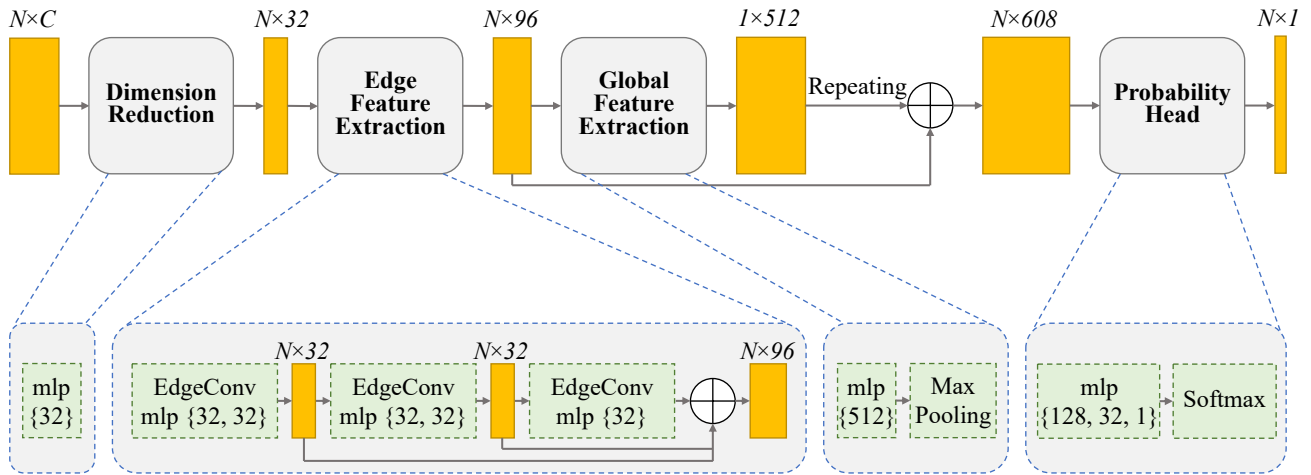 N×C
N×32
N×96
1×512
N×608
N×1
Dimension
Reduction
Edge
Feature
Extraction
Global
Feature
Extraction
Repeating
Probability
Head
N×32
N×32
N×96
mlp
{32}
EdgeConv
mlp {32, 32}
EdgeConv
mlp {32, 32}
EdgeConv
mlp {32}
mlp
{512}
Max
Pooling
mlp
{128, 32, 1}
Softmax